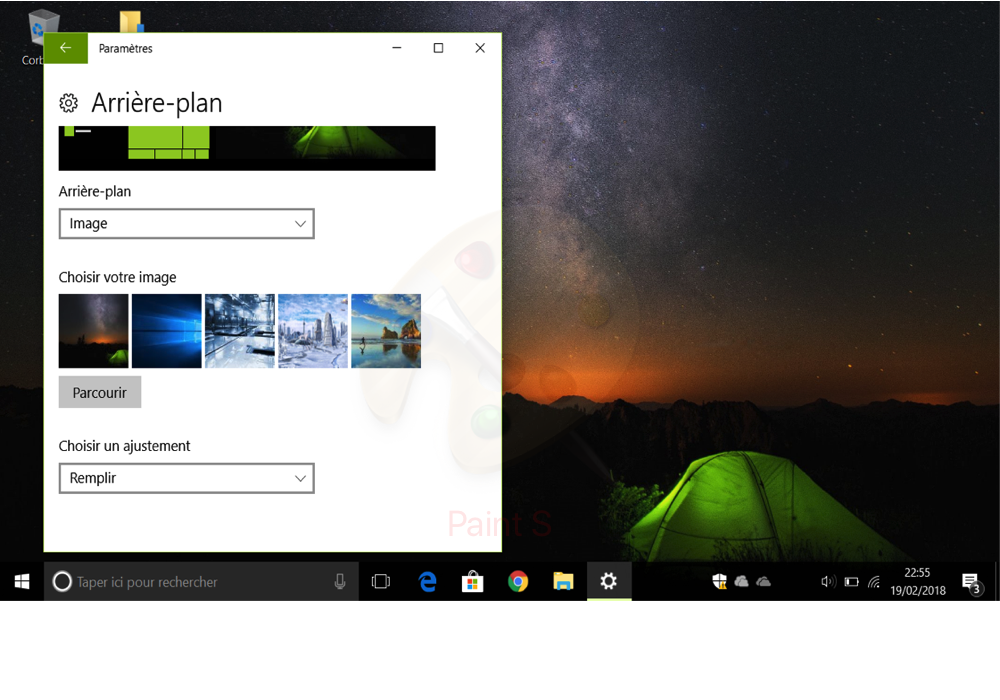 Corb
Paramètres
Arrière-plan
Arrière-plan
Image
Choisir votre image
Parcourir
Choisir un ajustement
Remplir
Paint S
Taper ici pour rechercher
22:55
19/02/2018
3